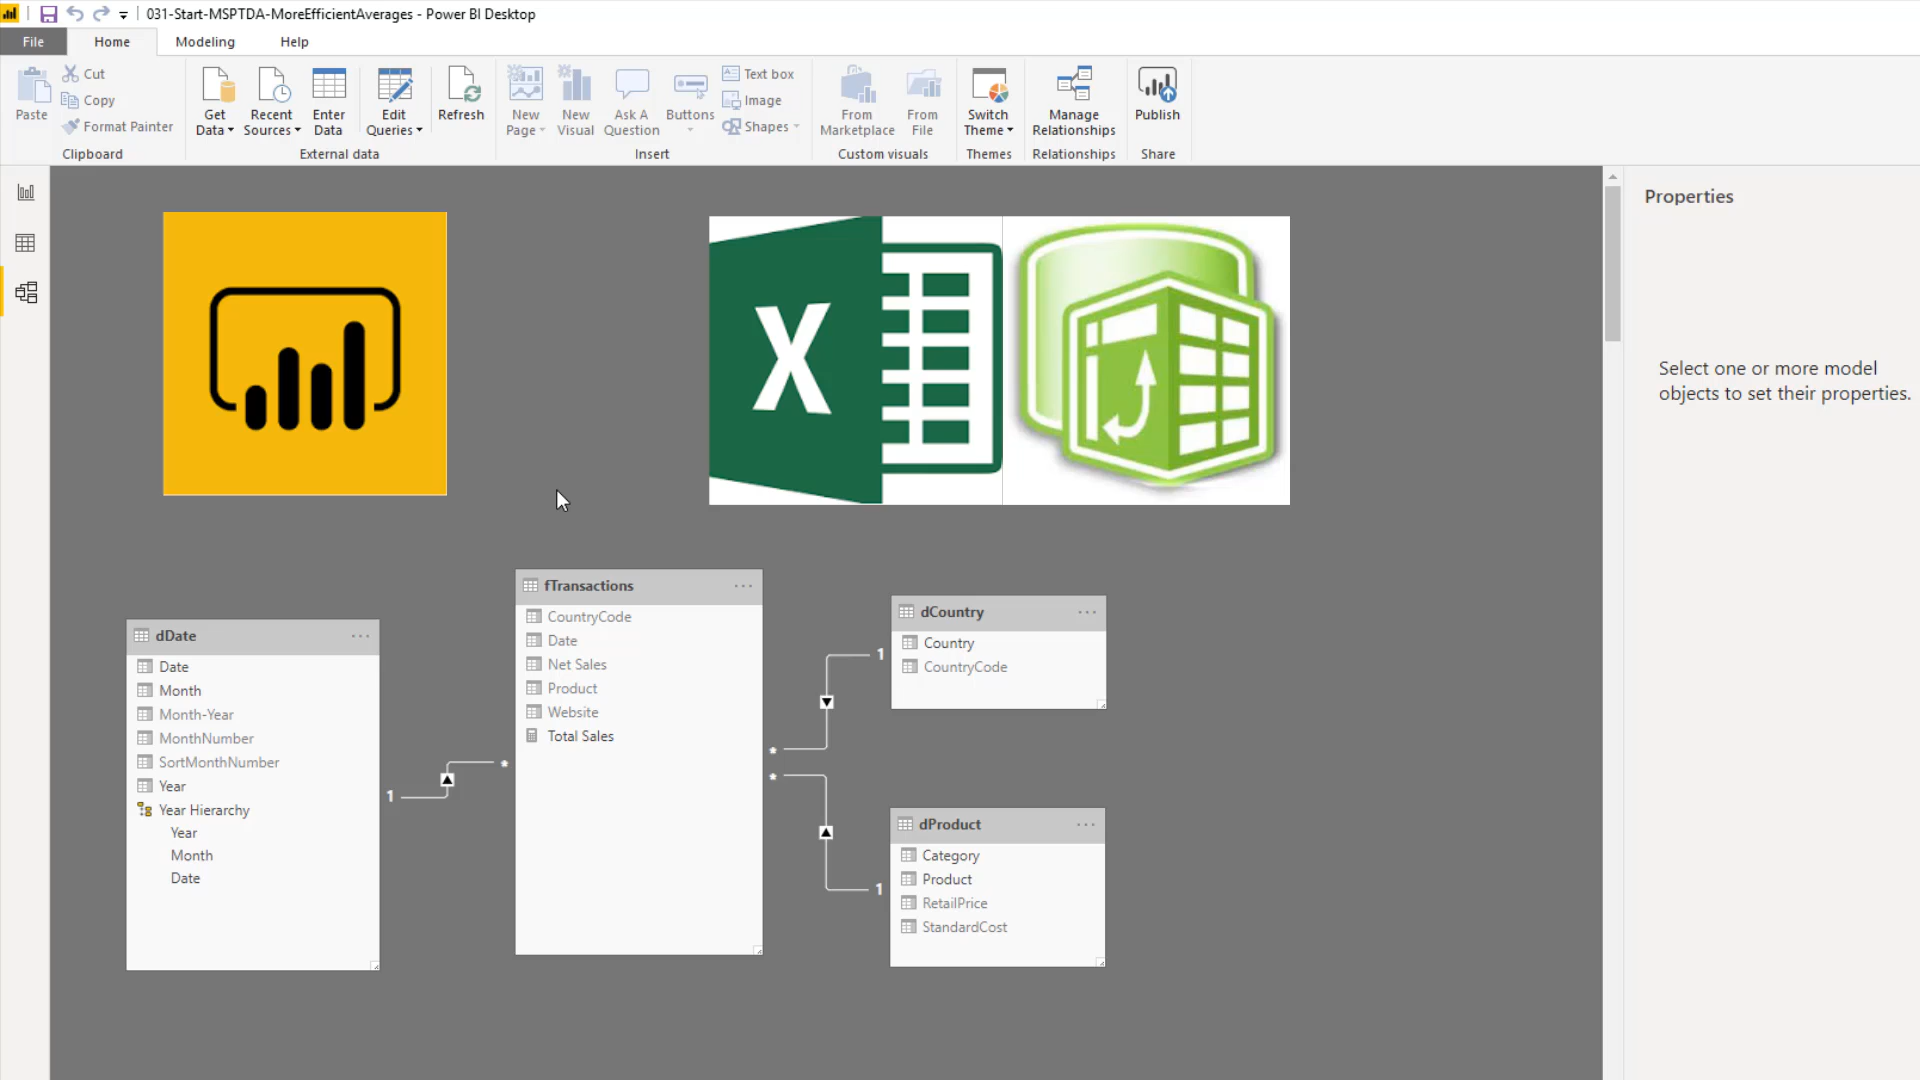 031-Start-MSPTDA-MoreEfficientAverages - Power BI Desktop
File
Home
Modeling
Help
Paste
Cut
Copy
Format Painter
Clipboard
Get
Data
Recent
Sources
Enter
Data
Edit
Queries
Refresh
External data
New
Page
New
Visual
Ask A
Question
Buttons
Text box
Image
Shapes
Insert
From
Marketplace
From
File
Custom visuals
Switch
Theme
Themes
Manage
Relationships
Relationships
Publish
Share
Properties
Select one or more model
objects to set their properties.
X
dDate
Date
Month
Month-Year
MonthNumber
SortMonthNumber
Year
Year Hierarchy
Year
Month
Date
1
*
fTransactions
CountryCode
Date
Net Sales
Product
Website
Total Sales
*
1
*
1
dCountry
Country
CountryCode
dProduct
Category
Product
RetailPrice
StandardCost